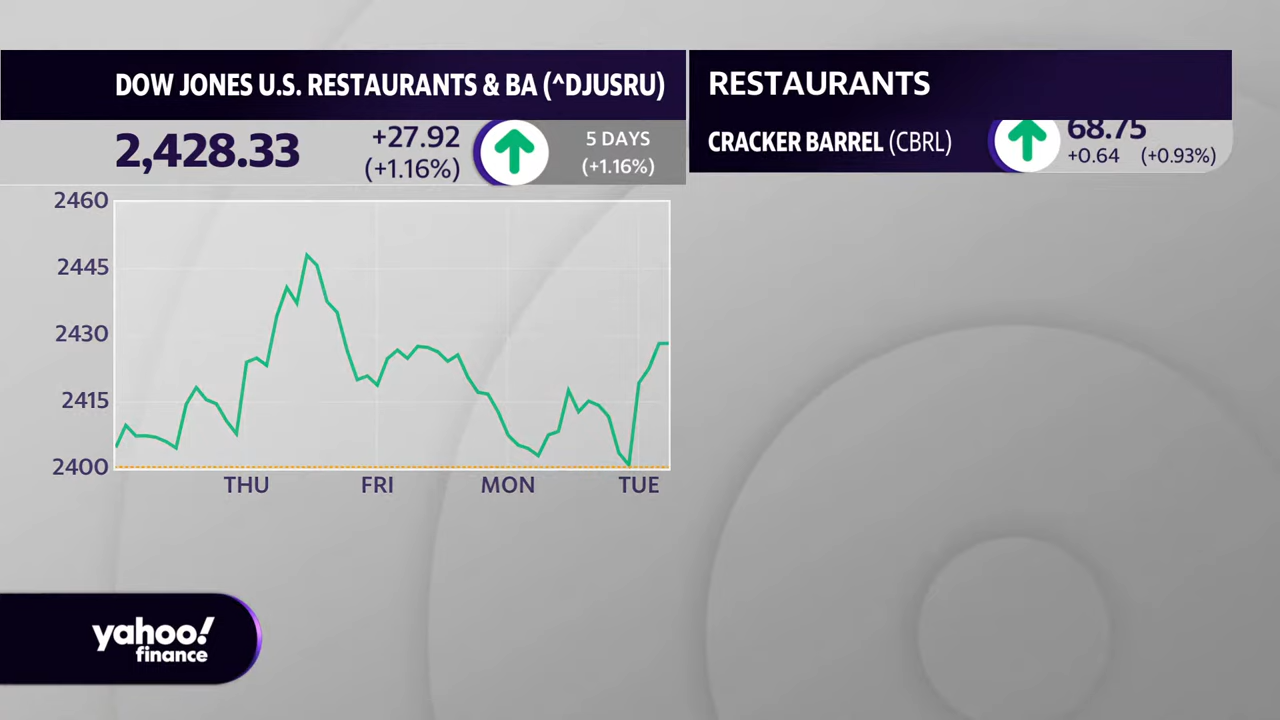 DOW JONES U.S. RESTAURANTS & BA (^DJUSRU)
2,428.33
+27.92
(+1.16%)
5 DAYS
(+1.16%)
RESTAURANTS
CRACKER BARREL (CBRL)
68.75
+0.64 (+0.93%)
2460
2445
2430
2415
2400
THU FRI MON TUE
yahoo!
finance